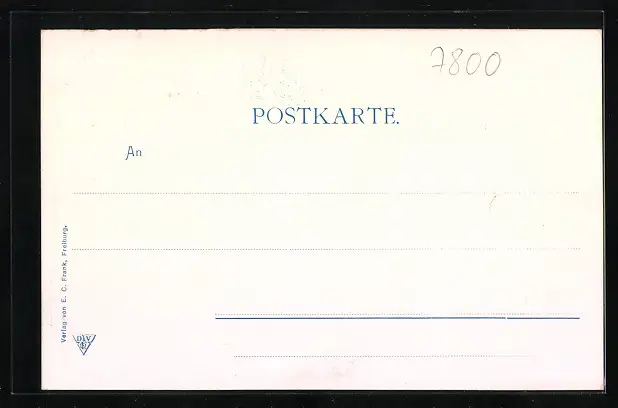 7800
POSTKARTE.
An
Verlag von E. C. Frank, Freiburg.